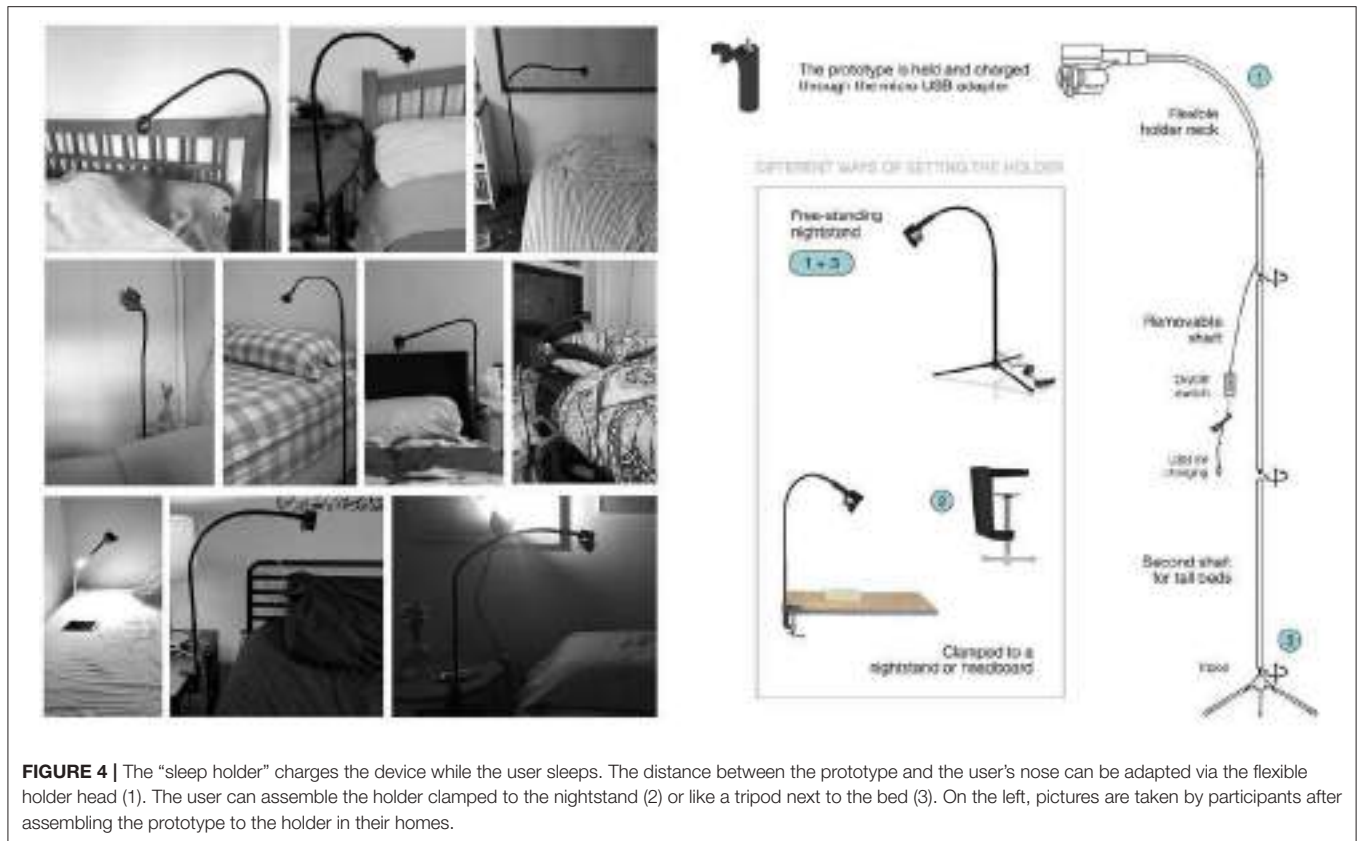 The prototype is held and charged
through the micro USB adapter
1
Flexible
holder neck
DIFFERENT WAYS OF SETTING THE HOLDER
Free-standing
nightstand
1 + 3
Removable
shaft
On/Off
switch
2
USB for
charging
Second shaft
for tall beds
Clamped to a
nightstand or headboard
3
Tripod
FIGURE 4 | The “sleep holder” charges the device while the user sleeps. The distance between the prototype and the user’s nose can be adapted via the flexible
holder head (1). The user can assemble the holder clamped to the nightstand (2) or like a tripod next to the bed (3). On the left, pictures are taken by participants after
assembling the prototype to the holder in their homes.